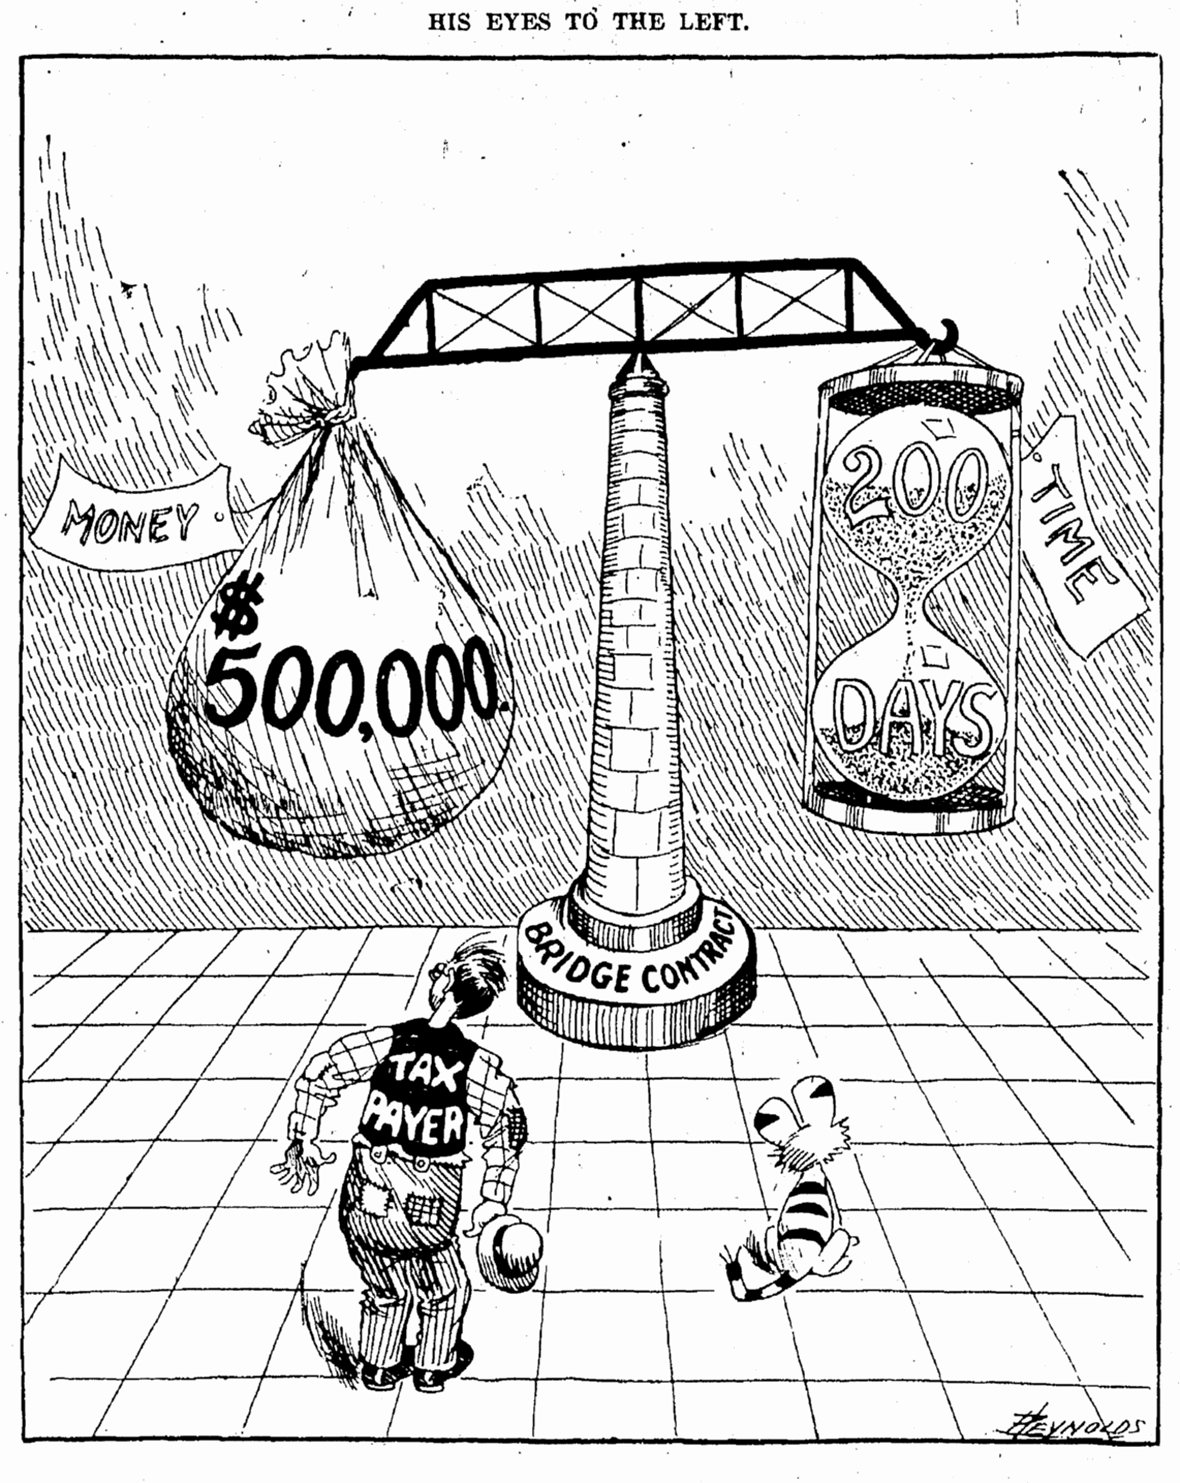 HIS EYES TO THE LEFT.
MONEY
$
500,000.
200
DAYS
TIME
BRIDGE CONTRACT
TAX
PAYER
REYNOLDS